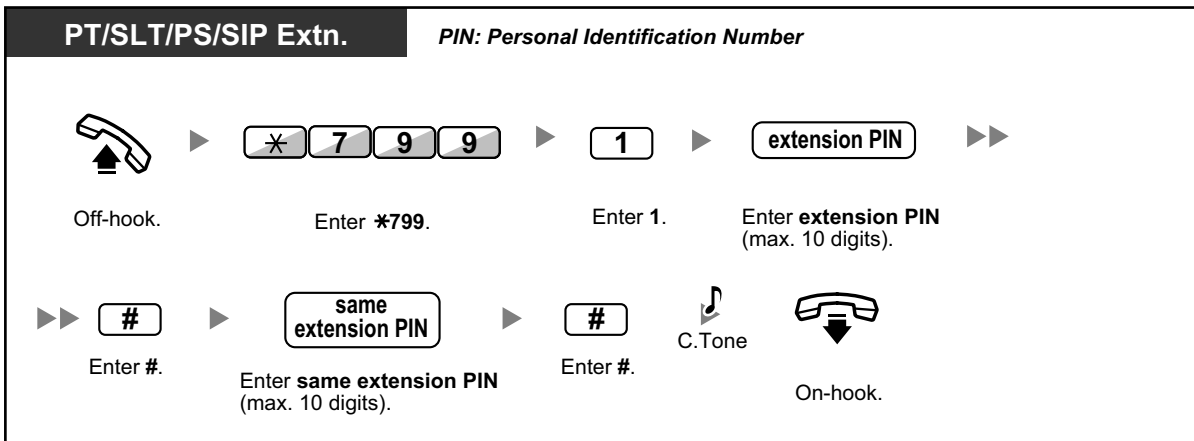 PT/SLT/PS/SIP Extn.
PIN: Personal Identification Number
* 7 9 9
1
extension PIN
Off-hook.
Enter *799.
Enter 1.
Enter extension PIN
(max. 10 digits).
#
same
extension PIN
#
C.Tone
Enter #.
Enter same extension PIN
(max. 10 digits).
Enter #.
On-hook.